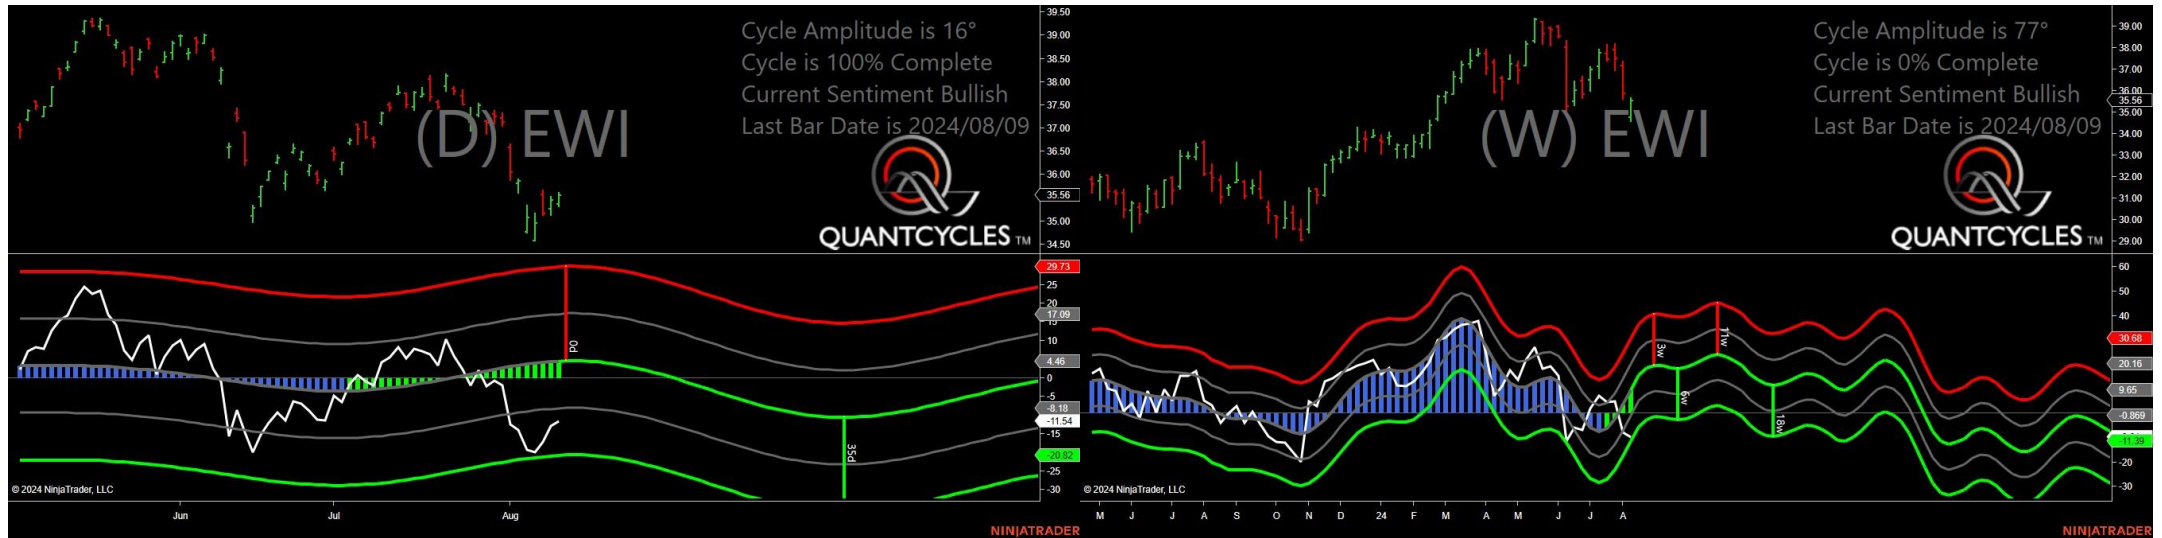 Cycle Amplitude is 16°
Cycle is 100% Complete
Current Sentiment Bullish
Last Bar Date is 2024/08/09
(D) EWI
QUANTCYCLES TM
39.50
39.00
38.50
38.00
37.50
37.00
36.50
36.00
35.56
35.00
34.50
29.73
25
20
17.09
15
10
4.46
0
-5
-8.18
-11.54
-15
-20.82
-25
-30
0d
35d
© 2024 NinjaTrader, LLC
Jun
Jul
Aug
NINJATRADER
Cycle Amplitude is 77°
Cycle is 0% Complete
Current Sentiment Bullish
Last Bar Date is 2024/08/09
(W) EWI
QUANTCYCLES TM
39.00
38.00
37.00
36.00
35.56
35.00
34.00
33.00
32.00
31.00
30.00
29.00
60
50
40
30.68
20.16
9.65
-0.869
-11.39
-20
-30
3w
11w
6w
18w
© 2024 NinjaTrader, LLC
M
J
J
A
S
O
N
D
24
F
M
A
M
J
J
A
NINJATRADER